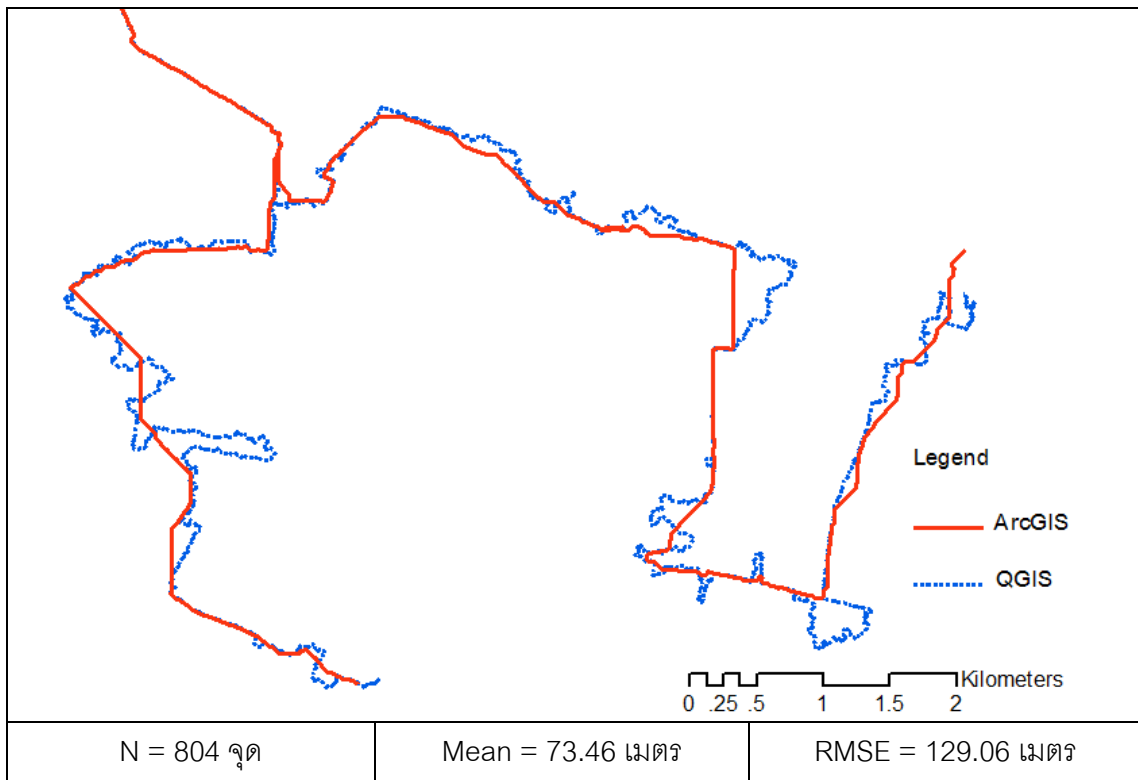 Legend
ArcGIS
QGIS
Kilometers
0 .25 .5 1 1.5 2
N = 804 จุด
Mean = 73.46 เมตร
RMSE = 129.06 เมตร